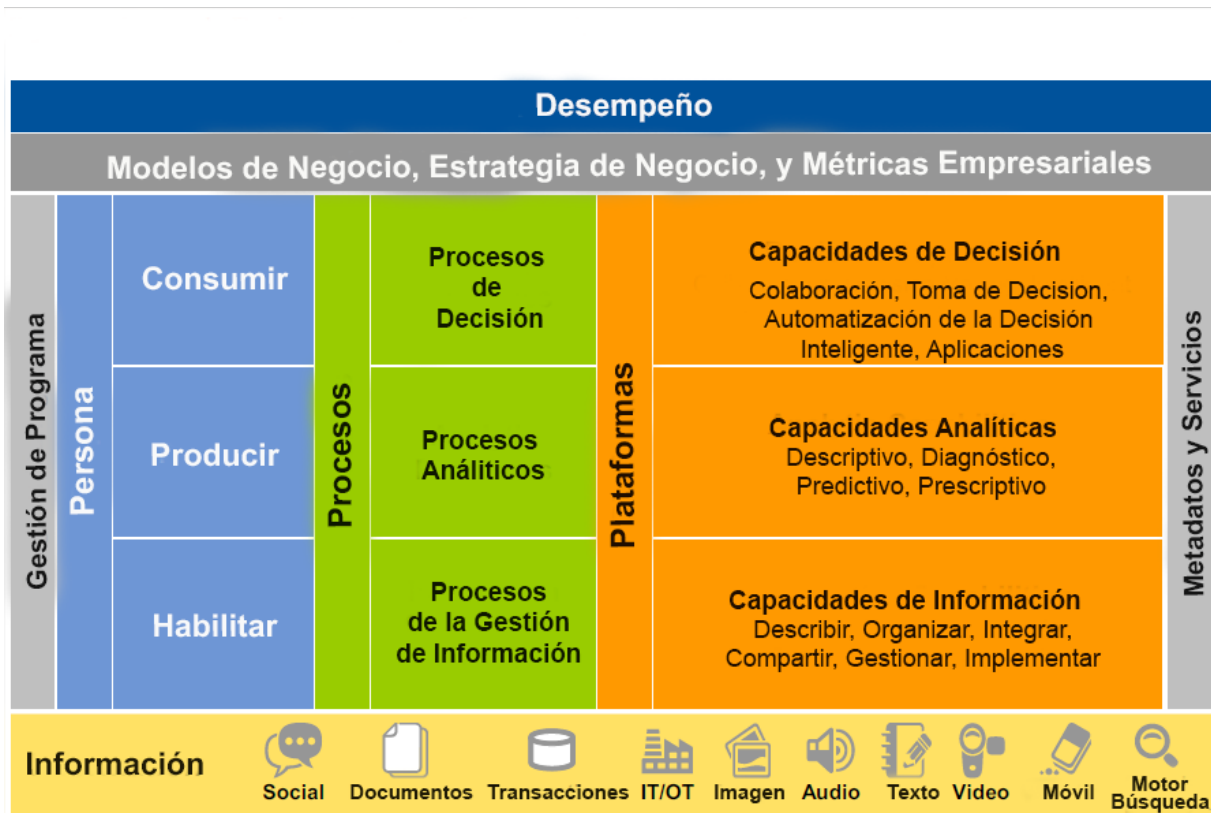 Desempeño
Modelos de Negocio, Estrategia de Negocio, y Métricas Empresariales
Gestión de Programa
Persona
Consumir
Producir
Habilitar
Procesos
Procesos
de
Decisión
Procesos
Análiticos
Procesos
de la Gestión
de Información
Plataformas
Capacidades de Decisión
Colaboración, Toma de Decision,
Automatización de la Decisión
Inteligente, Aplicaciones
Capacidades Analíticas
Descriptivo, Diagnóstico,
Predictivo, Prescriptivo
Capacidades de Información
Describir, Organizar, Integrar,
Compartir, Gestionar, Implementar
Metadatos y Servicios
Información
Social
Documentos
Transacciones
IT/OT
Imagen
Audio
Texto
Video
Móvil
Motor
Búsqueda